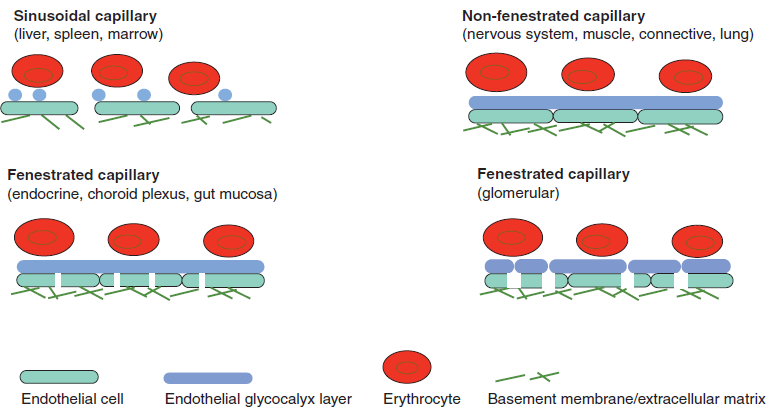 Sinusoidal capillary
(liver, spleen, marrow)
Non-fenestrated capillary
(nervous system, muscle, connective, lung)
Fenestrated capillary
(endocrine, choroid plexus, gut mucosa)
Fenestrated capillary
(glomerular)
Endothelial cell
Endothelial glycocalyx layer
Erythrocyte
Basement membrane/extracellular matrix